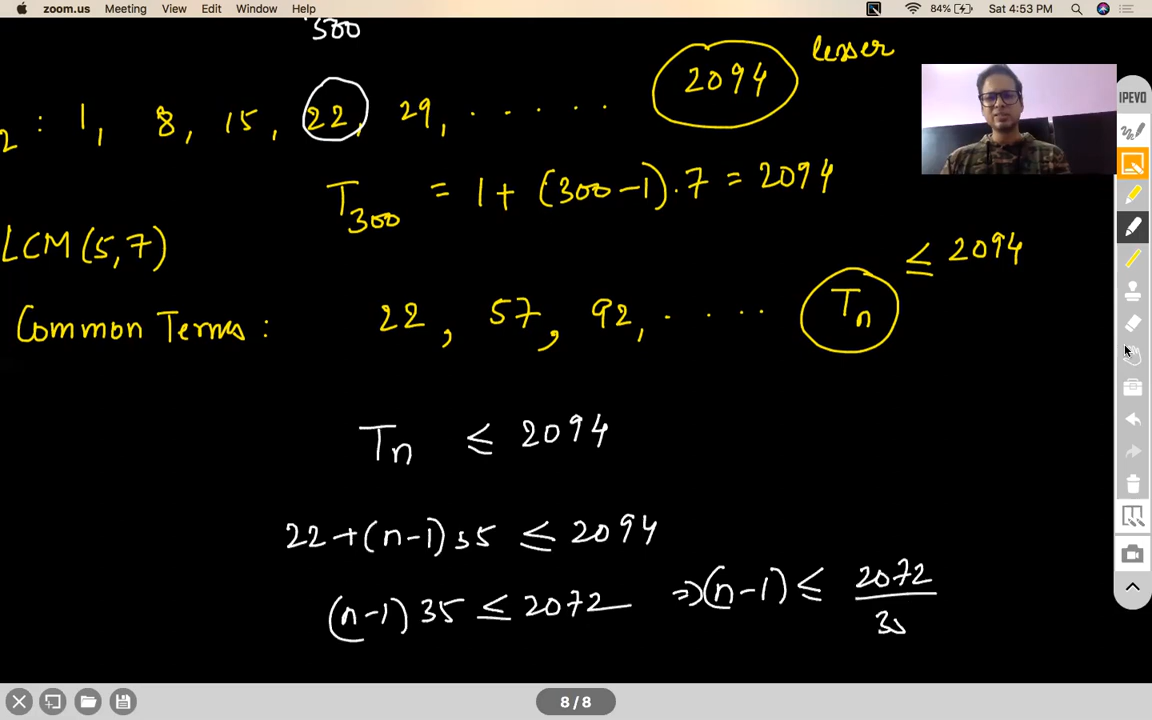 zoom.us Meeting View Edit Window Help 84% Sat 4:53 PM
500
lesser
2 : 1, 8, 15, 22, 29, ..... 2094
T300 = 1 + (300-1).7 = 2094
LCM (5,7)
≤ 2094
Common Terms : 22, 57, 92, ..... Tn
Tn ≤ 2094
22+(n-1)35 ≤ 2094
(n-1) 35 ≤ 2072 ⇒ (n-1) ≤ 2072
35
8 / 8
IPEVO